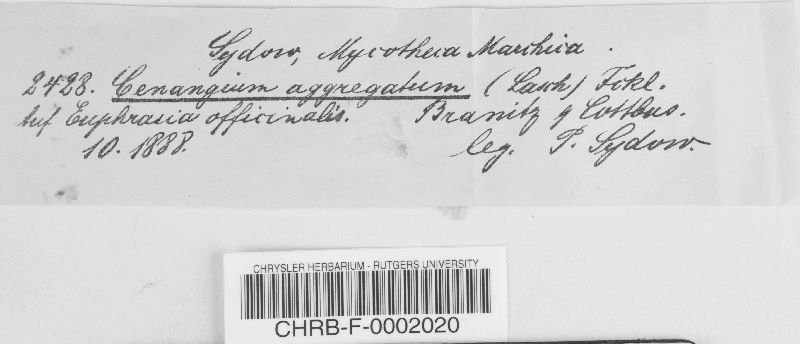 Sydow, Mycotheca Marchica.
2428. Cenangium aggregatum (Lasch) Fckl.
Auf Euphrasia officinalis. Branitz b Cottbus.
10. 1888. leg. P. Sydow.
CHRYSLER HERBARIUM - RUTGERS UNIVERSITY
CHRB-F-0002020